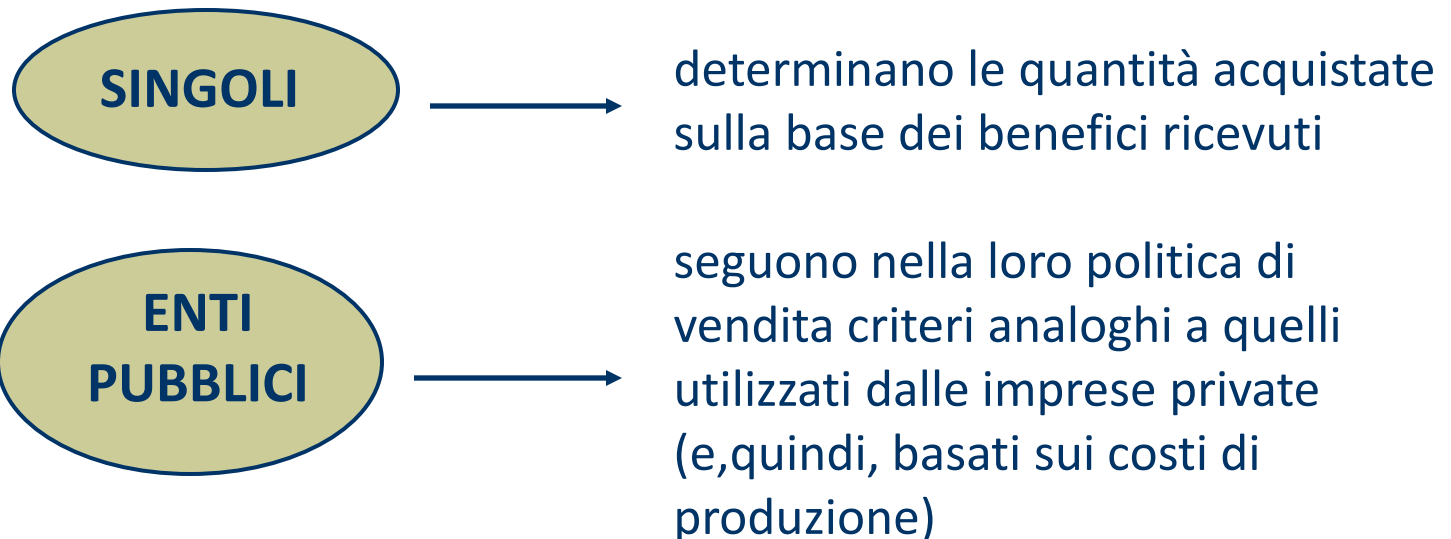 SINGOLI
determinano le quantità acquistate
sulla base dei benefici ricevuti
ENTI
PUBBLICI
seguono nella loro politica di
vendita criteri analoghi a quelli
utilizzati dalle imprese private
(e,quindi, basati sui costi di
produzione)